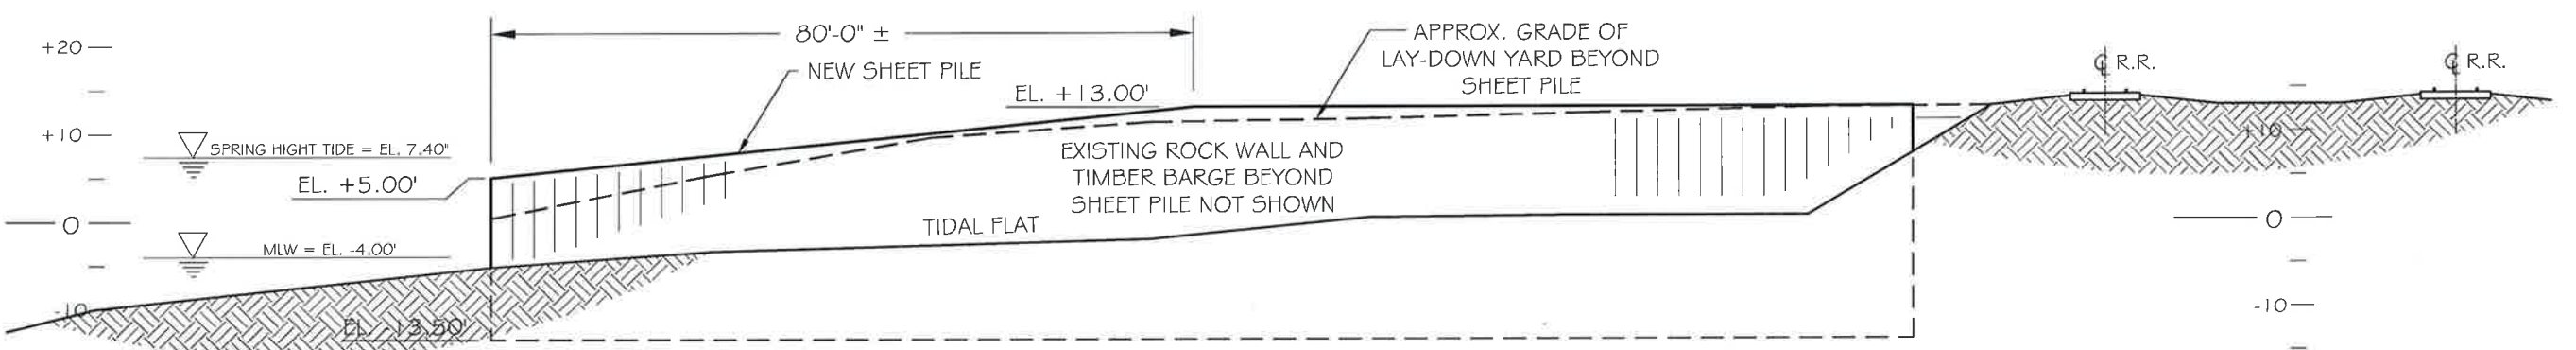 +20
80'-0" ±
APPROX. GRADE OF
LAY-DOWN YARD BEYOND
SHEET PILE
NEW SHEET PILE
EL. +13.00'
℄ R.R.
℄ R.R.
+10
+10
SPRING HIGHT TIDE = EL. 7.40"
EL. +5.00'
EXISTING ROCK WALL AND
TIMBER BARGE BEYOND
SHEET PILE NOT SHOWN
TIDAL FLAT
0
0
MLW = EL. -4.00'
-10
-10
EL. -13.50'